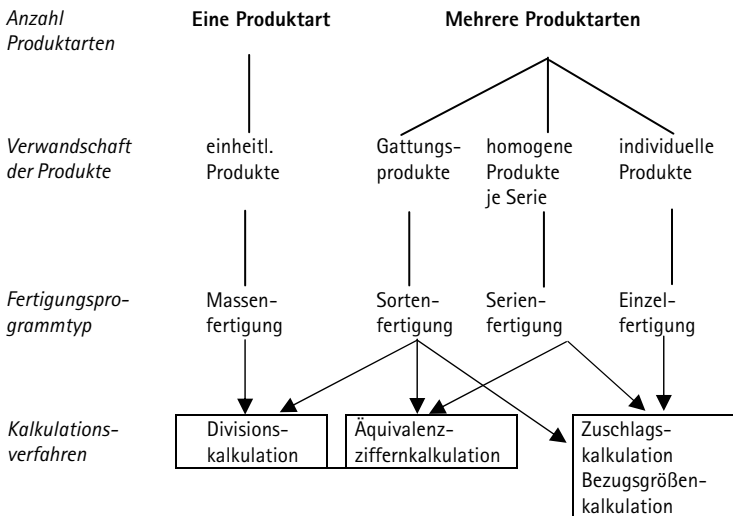 Anzahl
Produktarten
Eine Produktart
Mehrere Produktarten
Verwandschaft
der Produkte
einheitl.
Produkte
Gattungs-
produkte
homogene
Produkte
je Serie
individuelle
Produkte
Fertigungspro-
grammtyp
Massen-
fertigung
Sorten-
fertigung
Serien-
fertigung
Einzel-
fertigung
Kalkulations-
verfahren
Divisions-
kalkulation
Äquivalenz-
ziffernkalkulation
Zuschlags-
kalkulation
Bezugsgrößen-
kalkulation